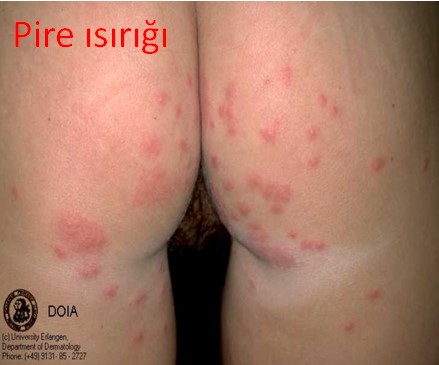 Pire ısırığı
DOIA
(c) University Erlangen,
Department of Dermatology
Phone: (+49) 9131- 85 - 2727